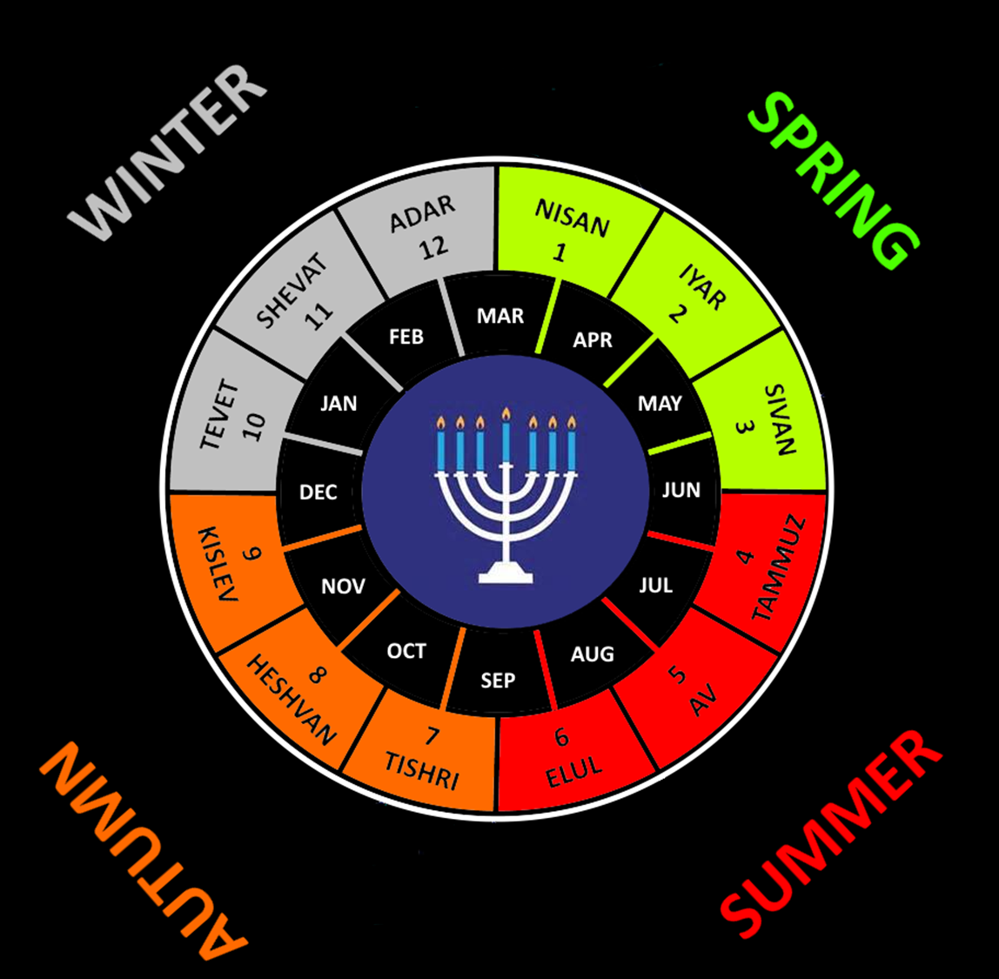 WINTER
SPRING
SUMMER
AUTUMN
NISAN
1
IYAR
2
SIVAN
3
TAMMUZ
4
AV
5
ELUL
6
TISHRI
7
HESHVAN
8
KISLEV
9
TEVET
10
SHEVAT
11
ADAR
12
MAR
APR
MAY
JUN
JUL
AUG
SEP
OCT
NOV
DEC
JAN
FEB